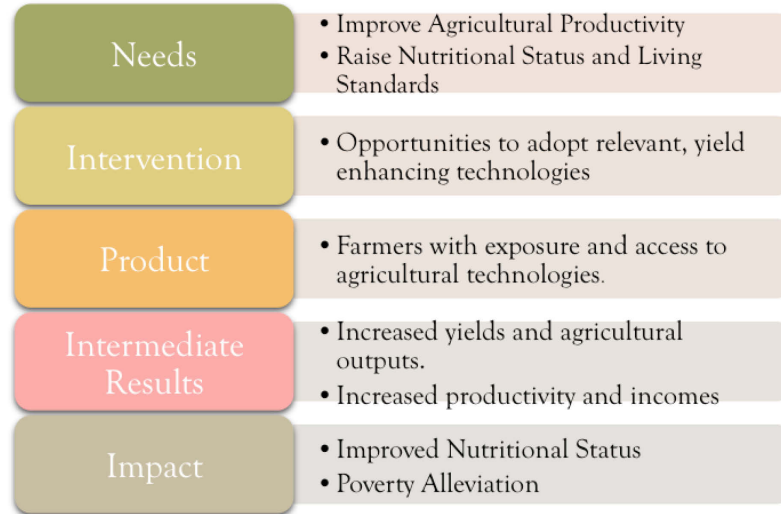 Needs
• Improve Agricultural Productivity
• Raise Nutritional Status and Living
Standards
Intervention
• Opportunities to adopt relevant, yield
enhancing technologies
Product
• Farmers with exposure and access to
agricultural technologies.
Intermediate
Results
• Increased yields and agricultural
outputs.
• Increased productivity and incomes
Impact
• Improved Nutritional Status
• Poverty Alleviation